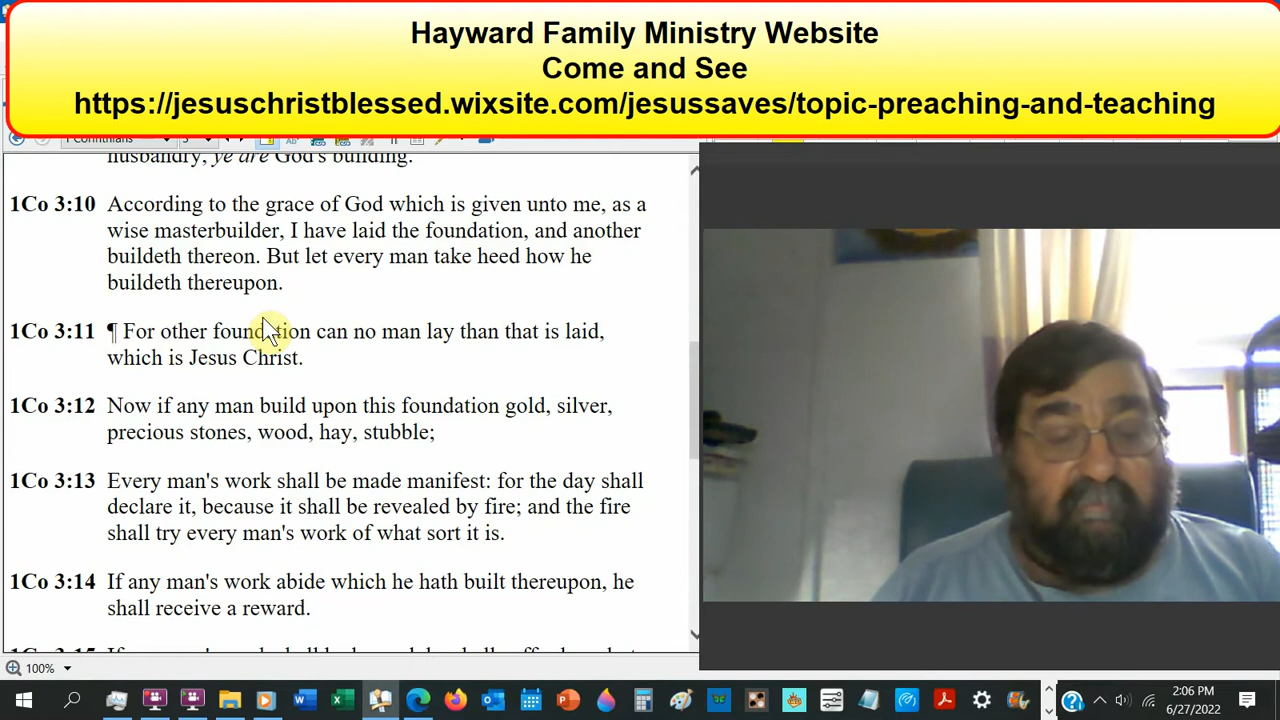 Hayward Family Ministry Website
Come and See
https://jesuschristblessed.wixsite.com/jesussaves/topic-preaching-and-teaching
1 Corinthians 3
husbandry, ye are God's building.
1Co 3:10 According to the grace of God which is given unto me, as a
wise masterbuilder, I have laid the foundation, and another
buildeth thereon. But let every man take heed how he
buildeth thereupon.
1Co 3:11 ¶ For other foundation can no man lay than that is laid,
which is Jesus Christ.
1Co 3:12 Now if any man build upon this foundation gold, silver,
precious stones, wood, hay, stubble;
1Co 3:13 Every man's work shall be made manifest: for the day shall
declare it, because it shall be revealed by fire; and the fire
shall try every man's work of what sort it is.
1Co 3:14 If any man's work abide which he hath built thereupon, he
shall receive a reward.
100%
2:06 PM
6/27/2022